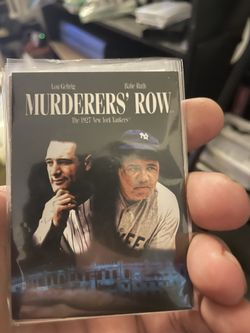 Lou Gehrig Babe Ruth
MURDERERS' ROW
The 1927 New York Yankees